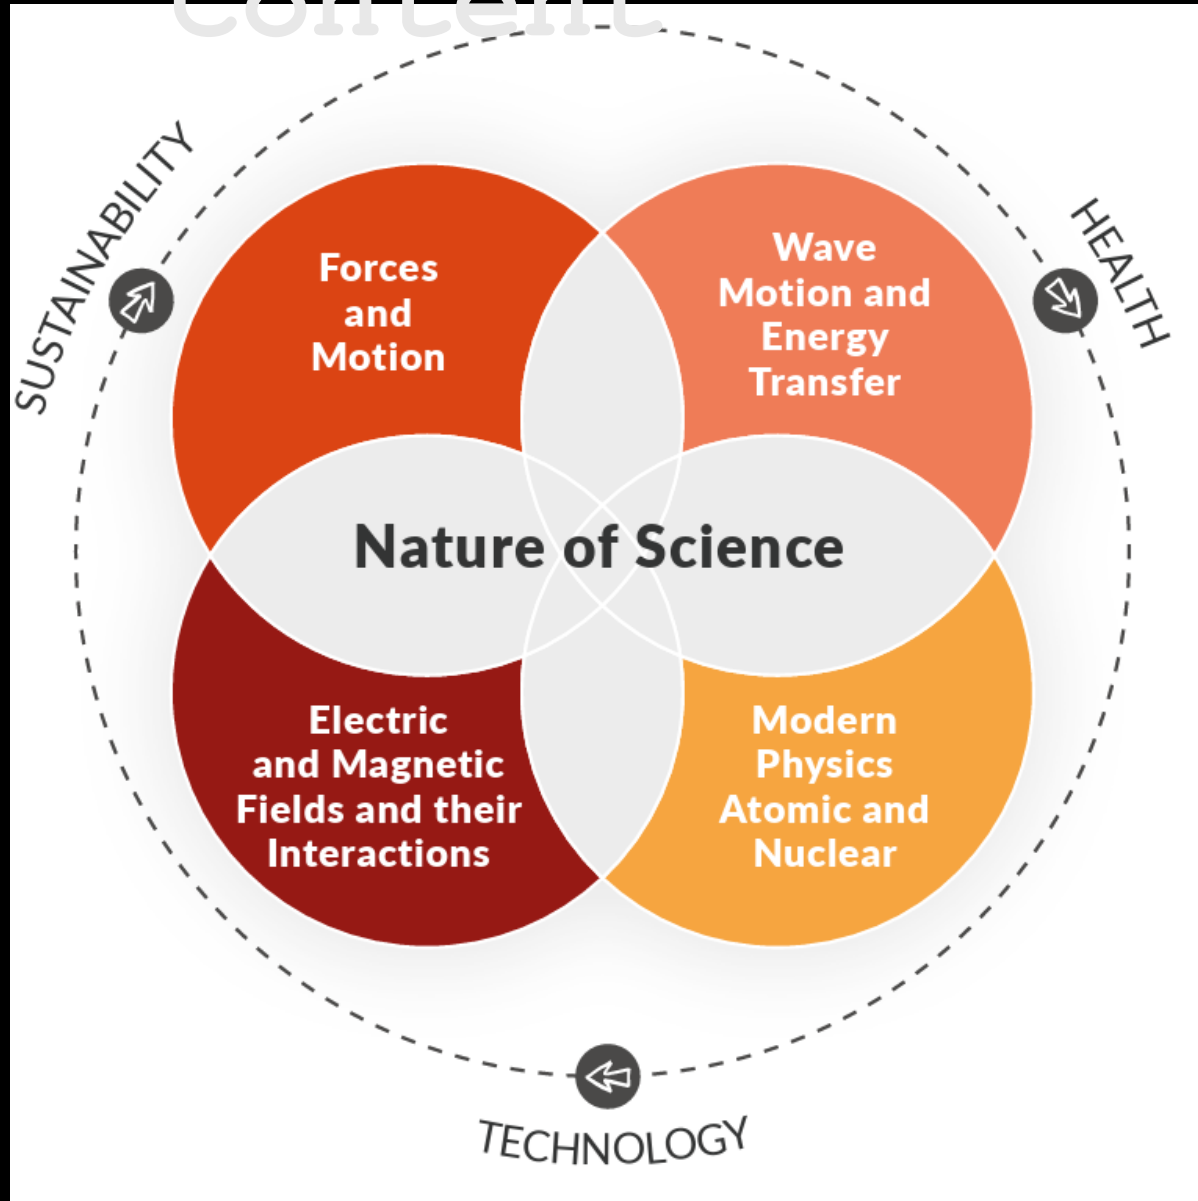 Content
SUSTAINABILITY
HEALTH
Forces
and
Motion
Wave
Motion and
Energy
Transfer
Nature of Science
Electric
and Magnetic
Fields and their
Interactions
Modern
Physics
Atomic and
Nuclear
TECHNOLOGY